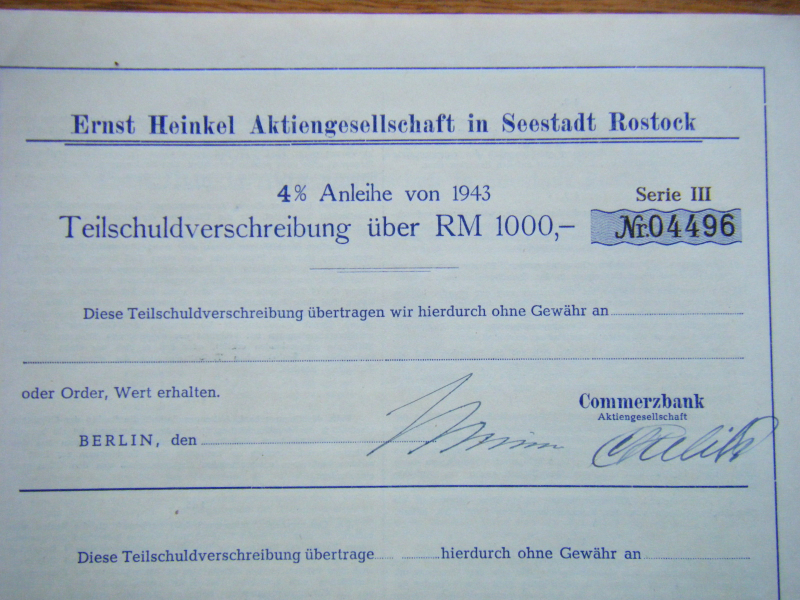 Ernst Heinkel Aktiengesellschaft in Seestadt Rostock
4% Anleihe von 1943
Serie III
Teilschuldverschreibung über RM 1000,-
Nr. 04496
Diese Teilschuldverschreibung übertragen wir hierdurch ohne Gewähr an
oder Order, Wert erhalten.
Commerzbank
Aktiengesellschaft
BERLIN, den
Diese Teilschuldverschreibung übertrage hierdurch ohne Gewähr an